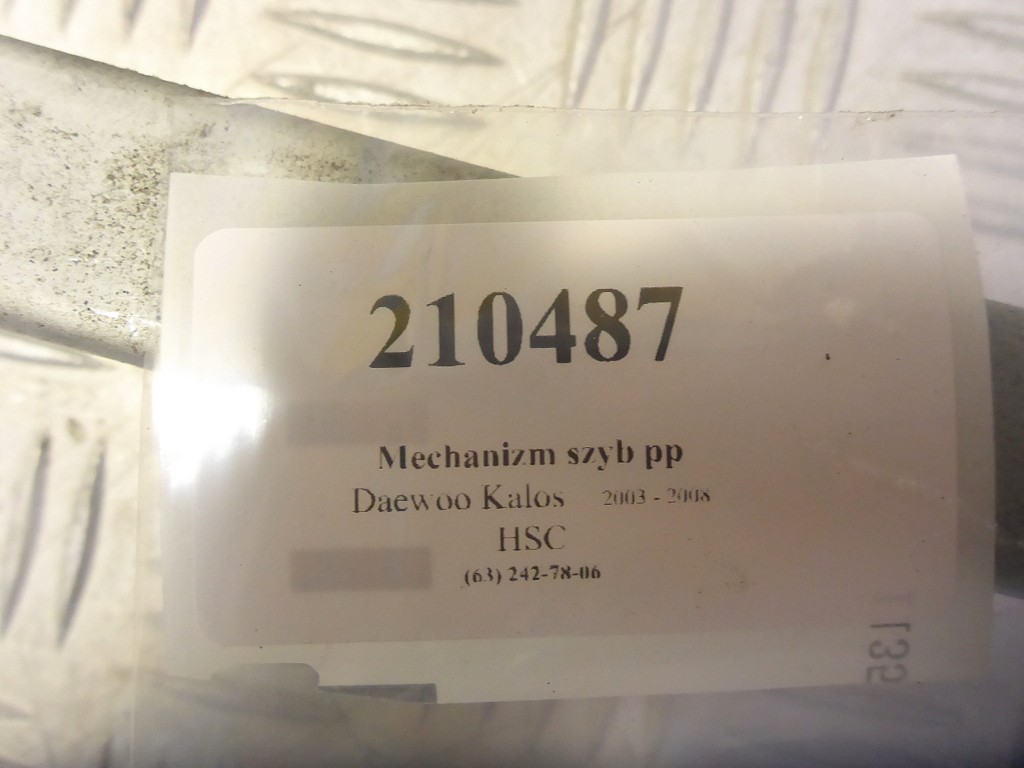 210487
Mechanizm szyb pp
Daewoo Kalos 2003 - 2008
HSC
(63) 242-78-06